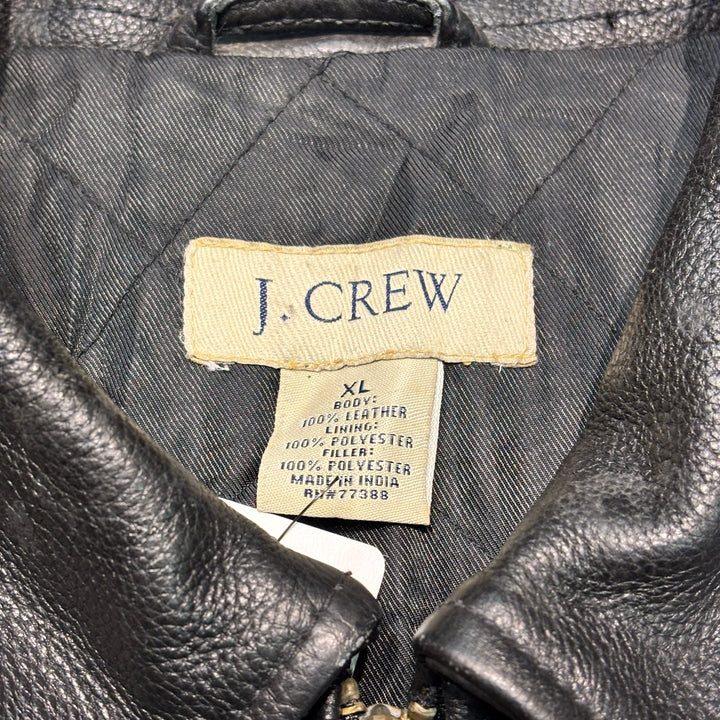 J. CREW
XL
BODY:
100% LEATHER
LINING:
100% POLYESTER
FILLER:
100% POLYESTER
MADE IN INDIA
RN#77388